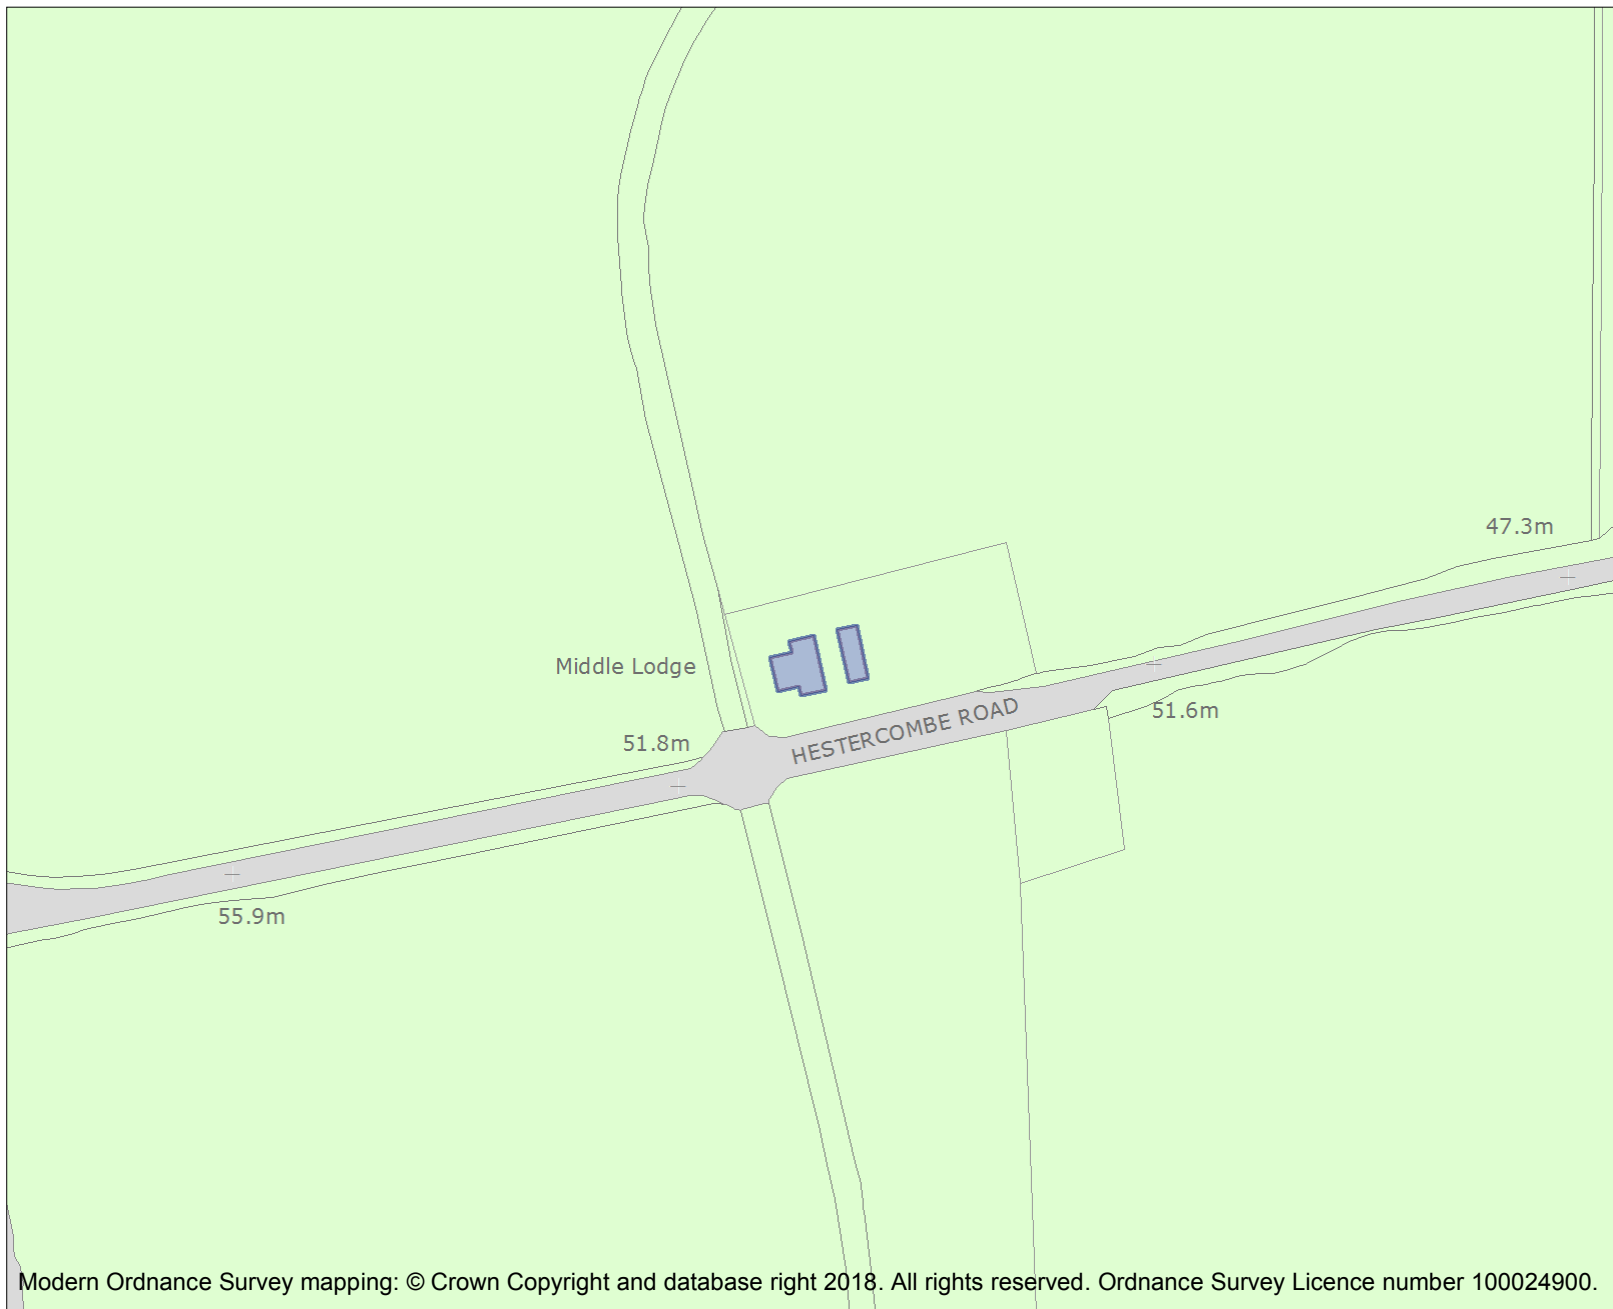 47.3m
Middle Lodge
HESTERCOMBE ROAD
51.6m
51.8m
55.9m
Modern Ordnance Survey mapping: © Crown Copyright and database right 2018. All rights reserved. Ordnance Survey Licence number 100024900.